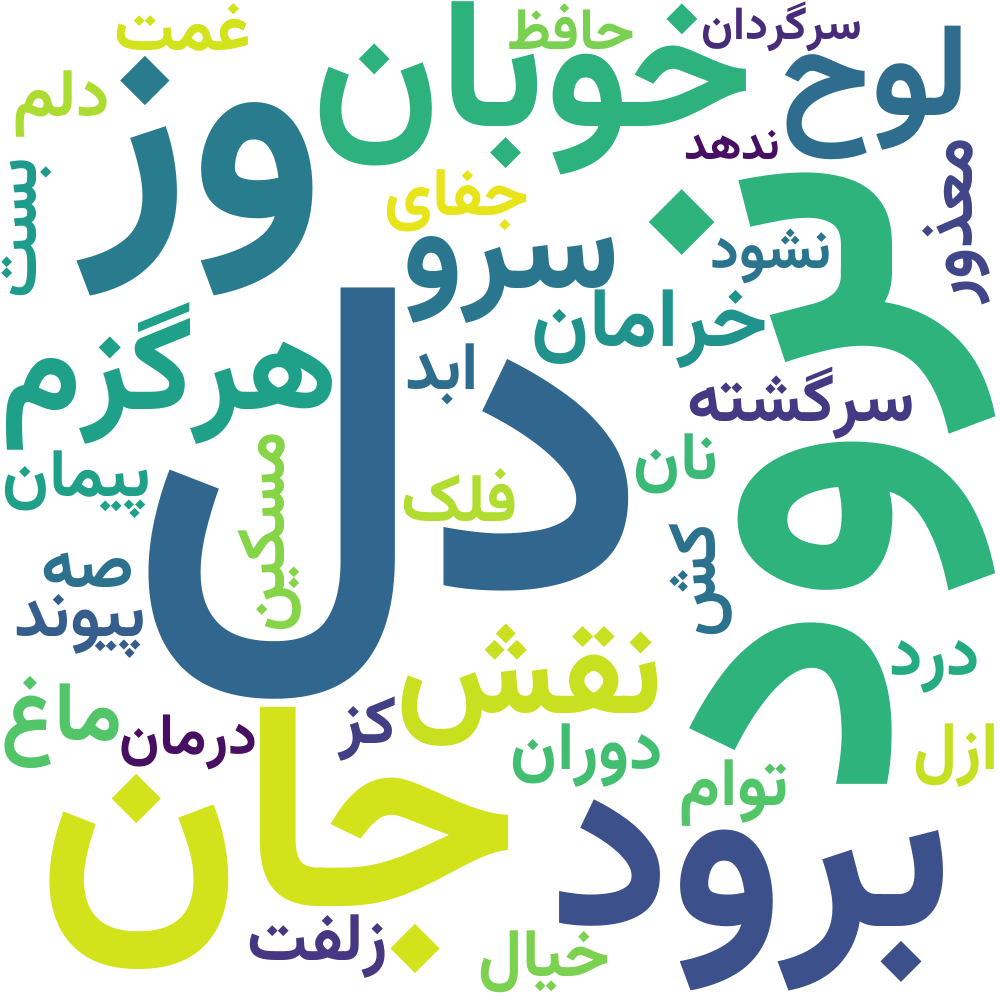 غمت
حافظ
سرگردان
لوح
خوبان
وز
دلم
ندهد
معذور
بست
جفای
سرو
نشود
نرود
خرامان
هرگزم
ابد
سرگشته
دل
مسکین
نان
پیمان
فلک
کش
صه
پیوند
نقش
درد
ماغ
درمان
کز
دوران
ازل
توام
جان
برود
زلفت
خیال